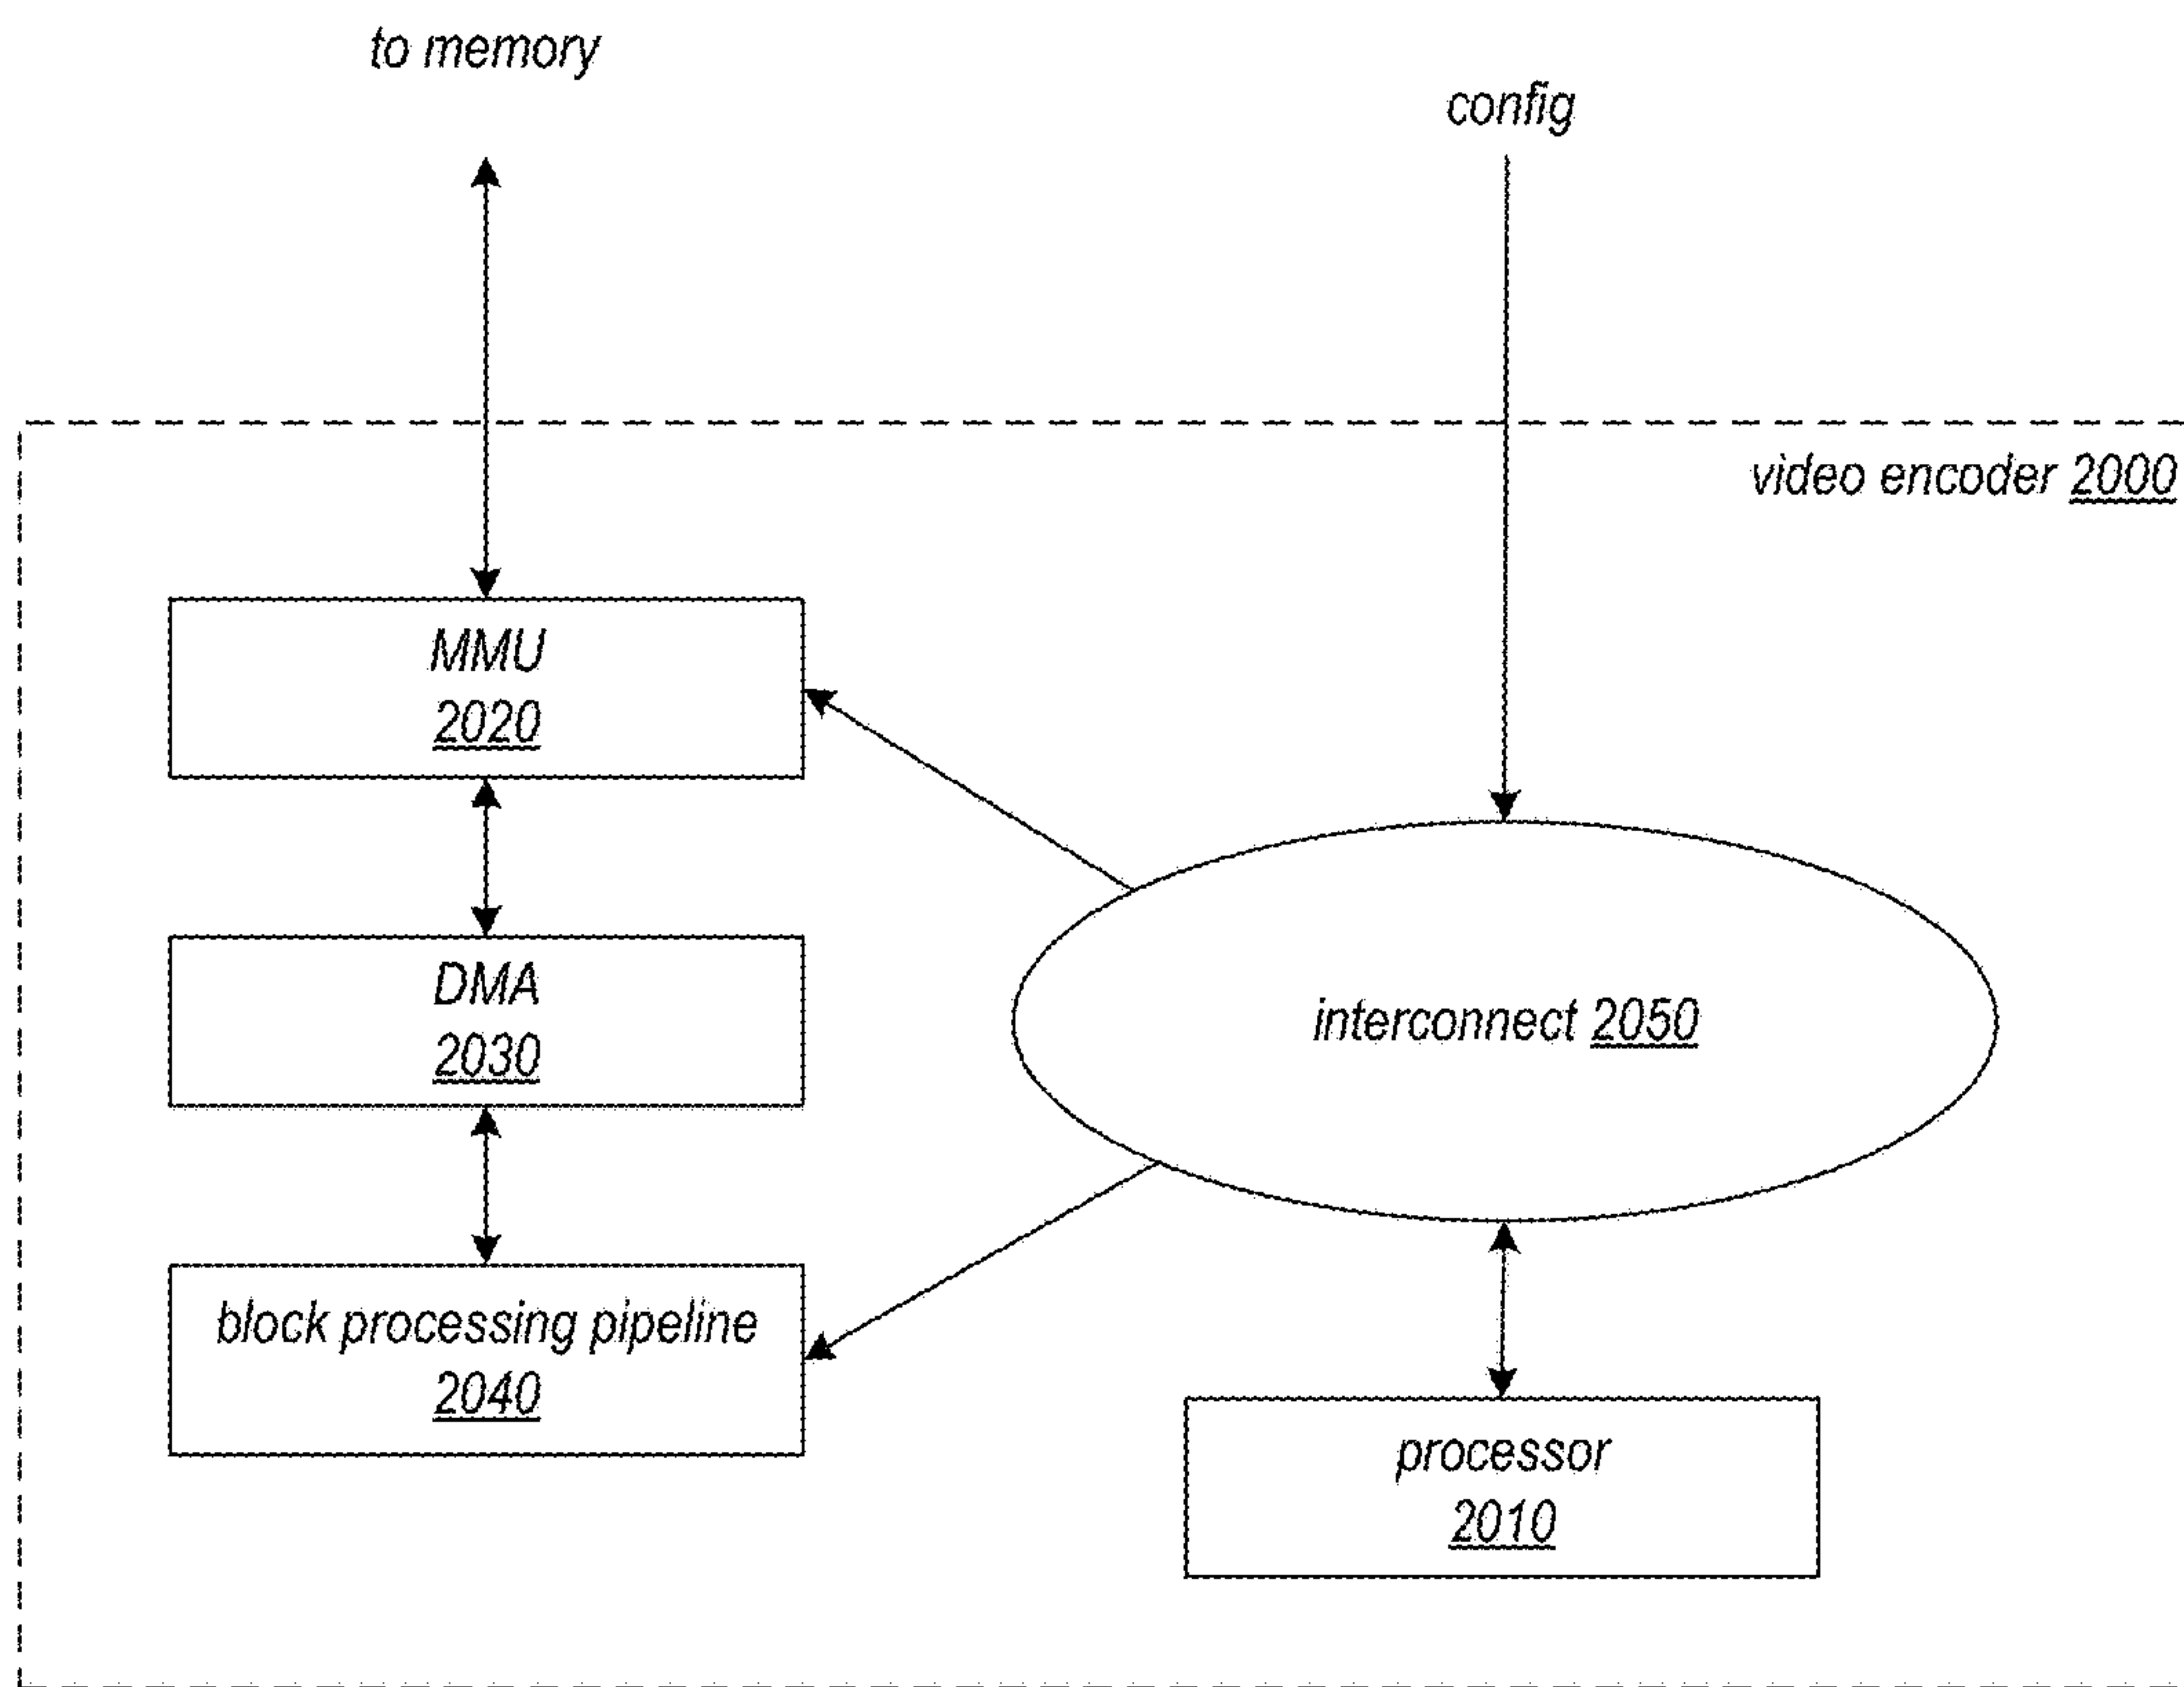 to memory
config
video encoder 2000
MMU
2020
DMA
2030
interconnect 2050
block processing pipeline
2040
processor
2010